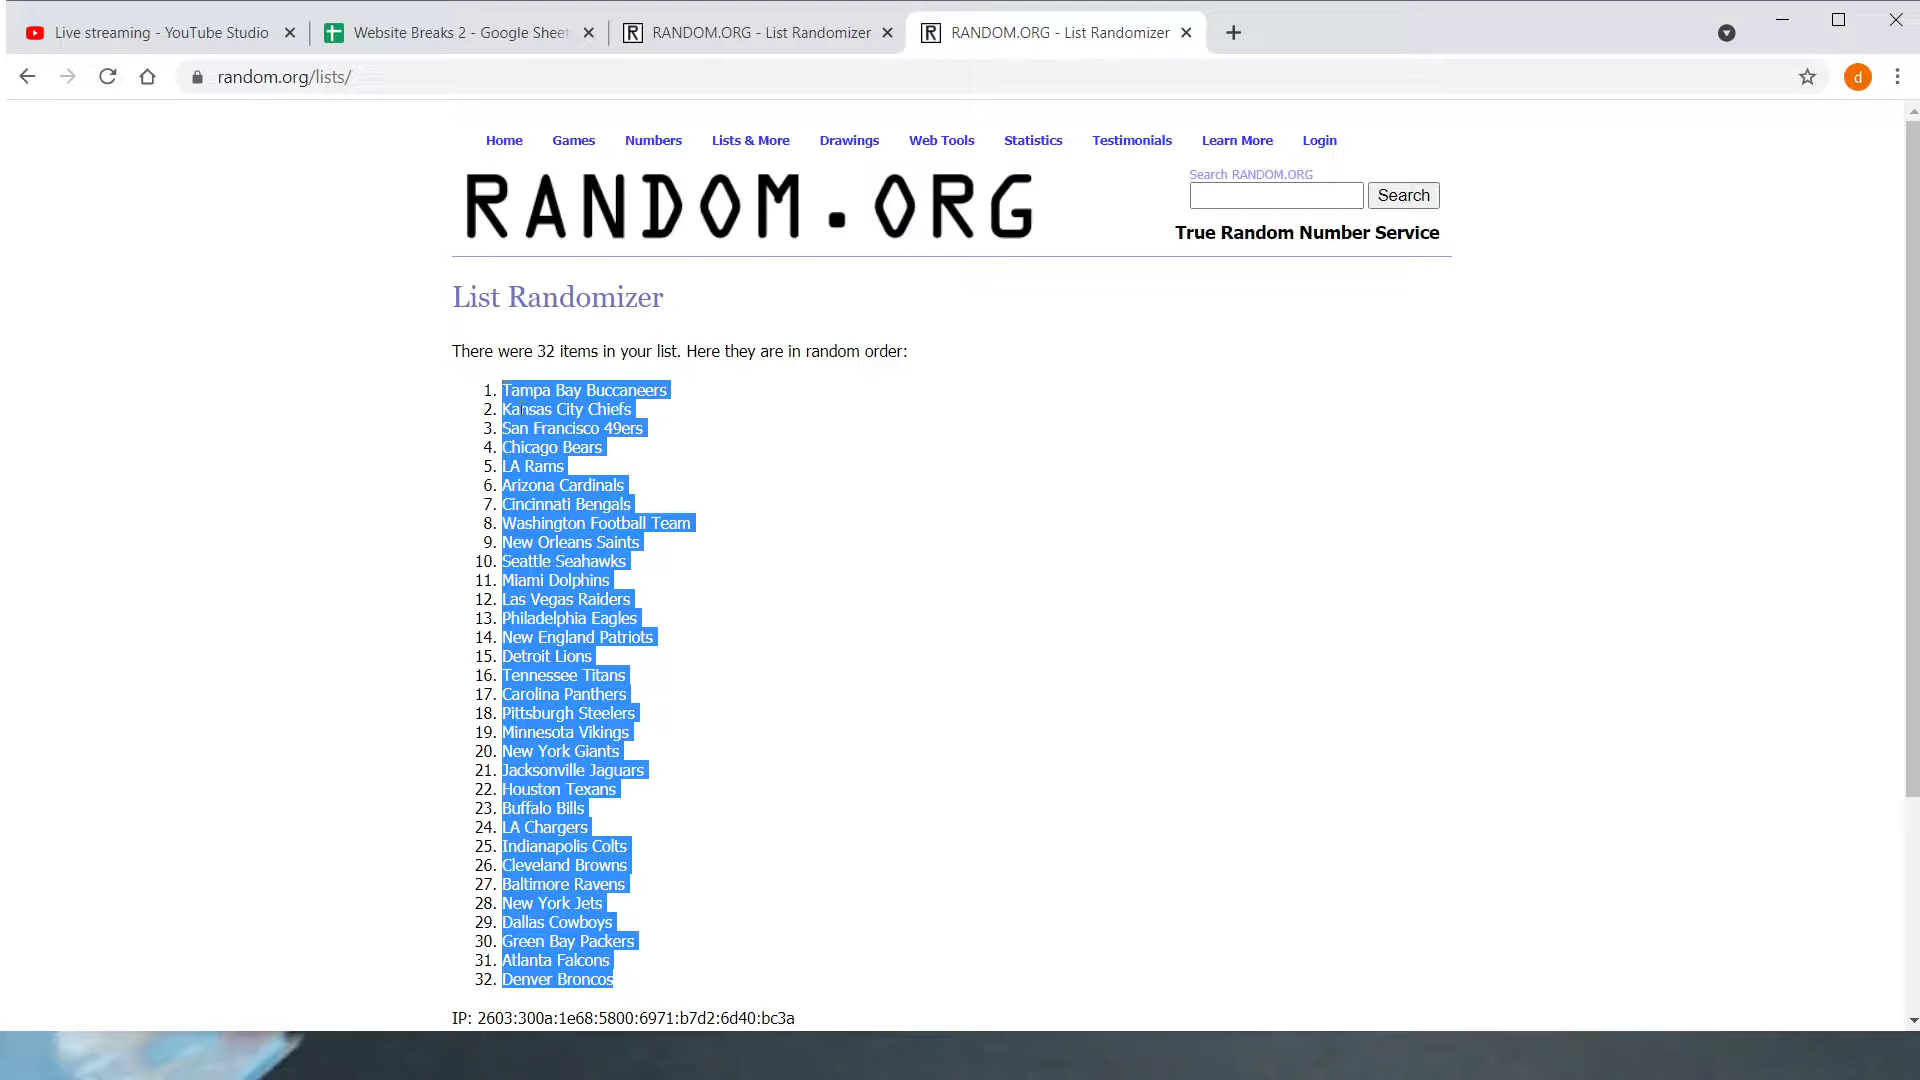 Live streaming - YouTube Studio
Website Breaks 2 - Google Sheet
RANDOM.ORG - List Randomizer
RANDOM.ORG - List Randomizer
random.org/lists/
d
Home Games Numbers Lists & More Drawings Web Tools Statistics Testimonials Learn More Login
RANDOM.ORG
Search RANDOM.ORG
Search
True Random Number Service
List Randomizer
There were 32 items in your list. Here they are in random order:
1. Tampa Bay Buccaneers
2. Kansas City Chiefs
3. San Francisco 49ers
4. Chicago Bears
5. LA Rams
6. Arizona Cardinals
7. Cincinnati Bengals
8. Washington Football Team
9. New Orleans Saints
10. Seattle Seahawks
11. Miami Dolphins
12. Las Vegas Raiders
13. Philadelphia Eagles
14. New England Patriots
15. Detroit Lions
16. Tennessee Titans
17. Carolina Panthers
18. Pittsburgh Steelers
19. Minnesota Vikings
20. New York Giants
21. Jacksonville Jaguars
22. Houston Texans
23. Buffalo Bills
24. LA Chargers
25. Indianapolis Colts
26. Cleveland Browns
27. Baltimore Ravens
28. New York Jets
29. Dallas Cowboys
30. Green Bay Packers
31. Atlanta Falcons
32. Denver Broncos
IP: 2603:300a:1e68:5800:6971:b7d2:6d40:bc3a